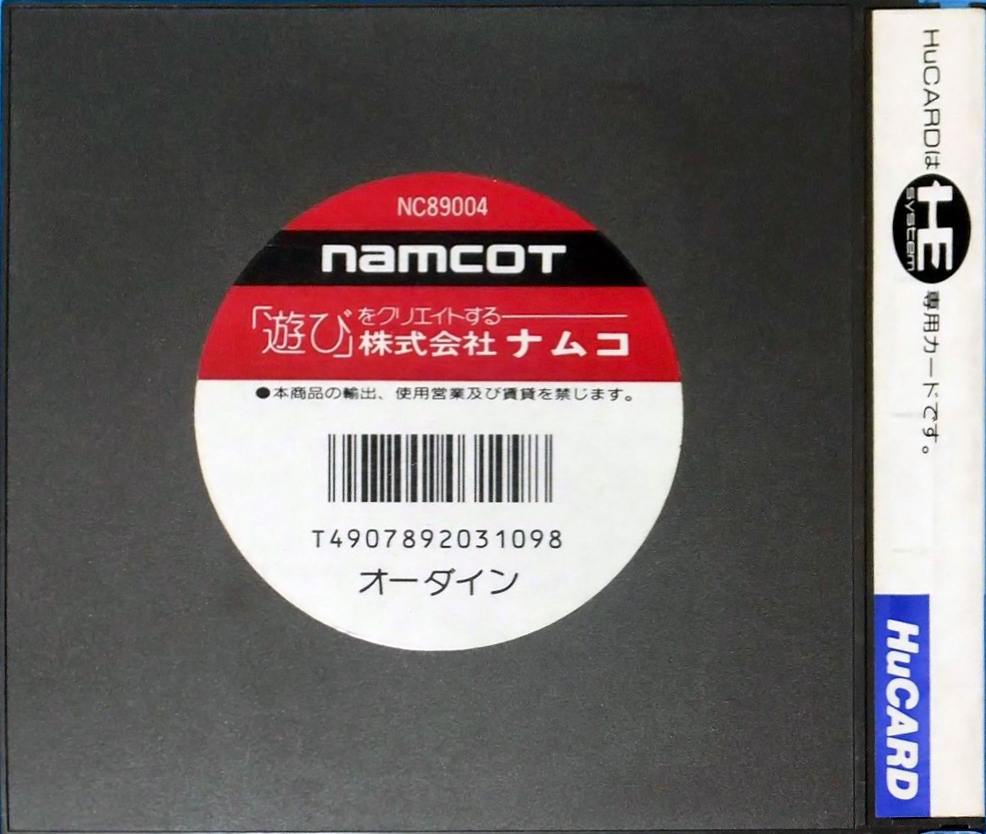 NC89004
namcot
「遊び」をクリエイトする
株式会社ナムコ
●本商品の輸出、使用営業及び賃貸を禁じます。
T4907892031098
オーダイン
HuCARDは HE system 専用カードです。
HuCARD